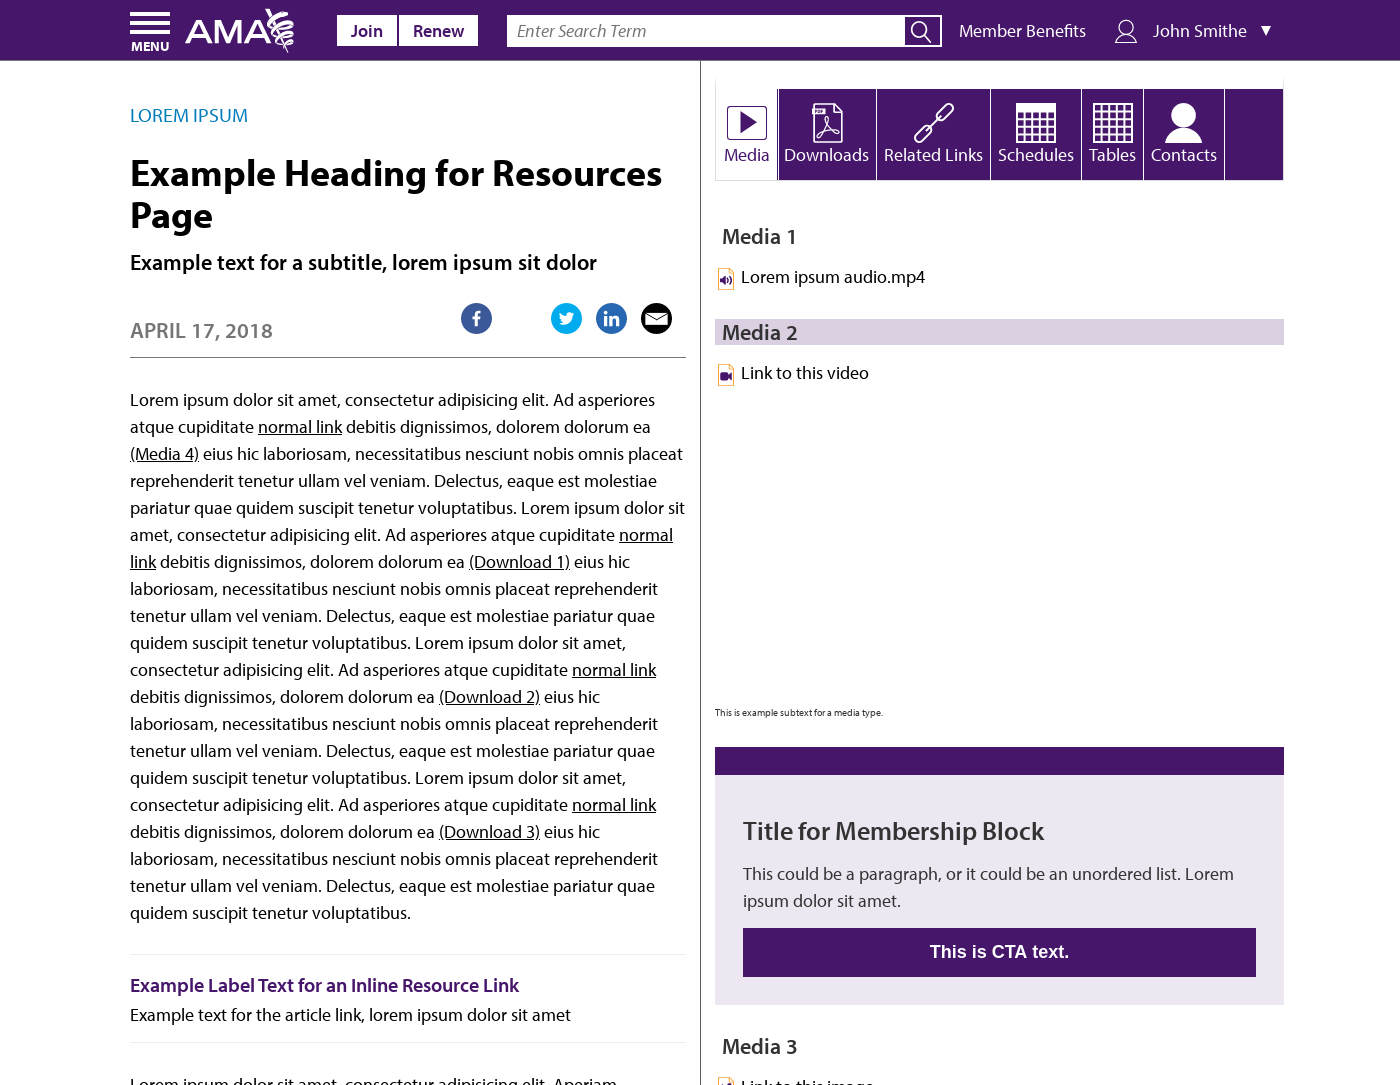 MENU
AMA
Join
Renew
Enter Search Term
Member Benefits
John Smithe ▼
LOREM IPSUM
Example Heading for Resources
Page
Example text for a subtitle, lorem ipsum sit dolor
APRIL 17, 2018
Lorem ipsum dolor sit amet, consectetur adipisicing elit. Ad asperiores
atque cupiditate normal link debitis dignissimos, dolorem dolorum ea
(Media 4) eius hic laboriosam, necessitatibus nesciunt nobis omnis placeat
reprehenderit tenetur ullam vel veniam. Delectus, eaque est molestiae
pariatur quae quidem suscipit tenetur voluptatibus. Lorem ipsum dolor sit
amet, consectetur adipisicing elit. Ad asperiores atque cupiditate normal
link debitis dignissimos, dolorem dolorum ea (Download 1) eius hic
laboriosam, necessitatibus nesciunt nobis omnis placeat reprehenderit
tenetur ullam vel veniam. Delectus, eaque est molestiae pariatur quae
quidem suscipit tenetur voluptatibus. Lorem ipsum dolor sit amet,
consectetur adipisicing elit. Ad asperiores atque cupiditate normal link
debitis dignissimos, dolorem dolorum ea (Download 2) eius hic
laboriosam, necessitatibus nesciunt nobis omnis placeat reprehenderit
tenetur ullam vel veniam. Delectus, eaque est molestiae pariatur quae
quidem suscipit tenetur voluptatibus. Lorem ipsum dolor sit amet,
consectetur adipisicing elit. Ad asperiores atque cupiditate normal link
debitis dignissimos, dolorem dolorum ea (Download 3) eius hic
laboriosam, necessitatibus nesciunt nobis omnis placeat reprehenderit
tenetur ullam vel veniam. Delectus, eaque est molestiae pariatur quae
quidem suscipit tenetur voluptatibus.
Example Label Text for an Inline Resource Link
Example text for the article link, lorem ipsum dolor sit amet
Lorem ipsum dolor sit amet, consectetur adipisicing elit. Aperiam
Media
Downloads
Related Links
Schedules
Tables
Contacts
Media 1
Lorem ipsum audio.mp4
Media 2
Link to this video
This is example subtext for a media type.
Title for Membership Block
This could be a paragraph, or it could be an unordered list. Lorem
ipsum dolor sit amet.
This is CTA text.
Media 3
Link to this image